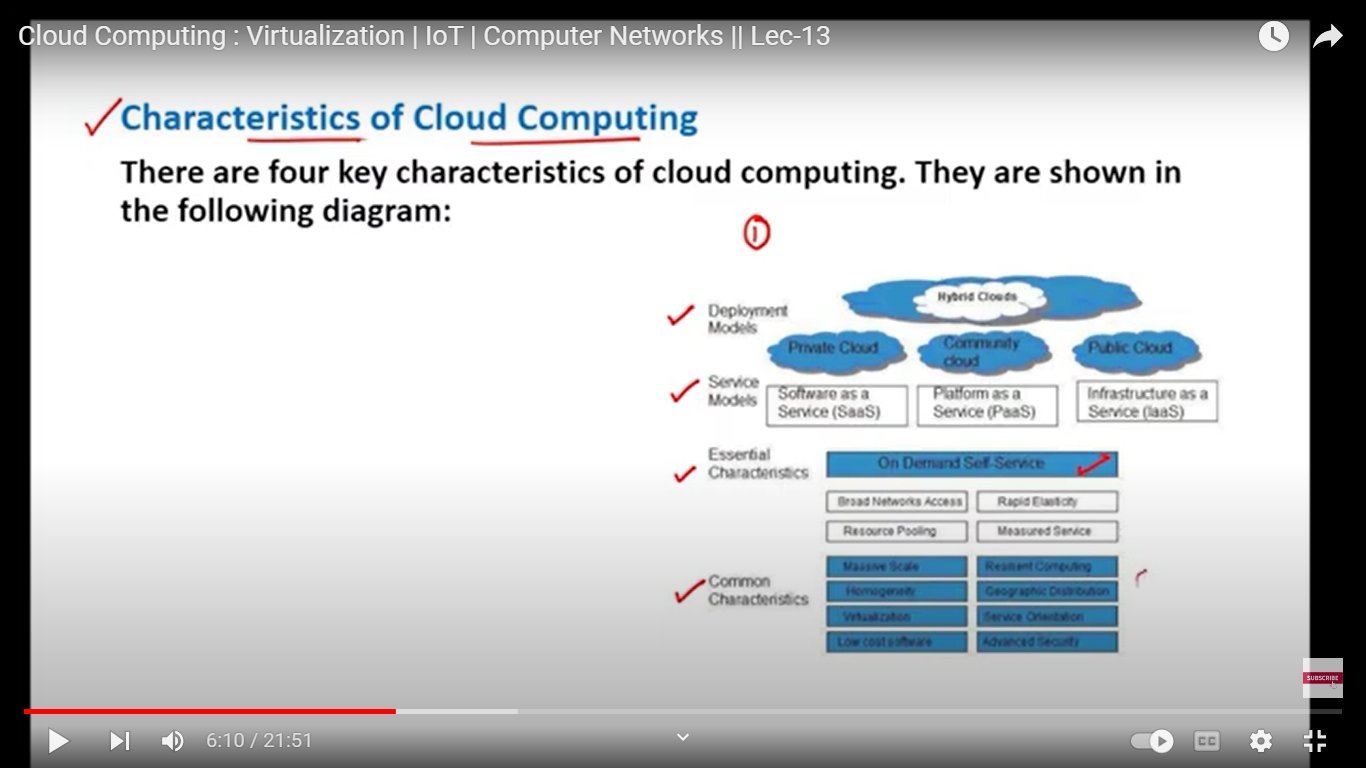 Cloud Computing : Virtualization | IoT | Computer Networks || Lec-13
Characteristics of Cloud Computing
There are four key characteristics of cloud computing. They are shown in
the following diagram:
1
Hybrid Clouds
Deployment
Models
Private Cloud
Community
cloud
Public Cloud
Service
Models
Software as a
Service (SaaS)
Platform as a
Service (PaaS)
Infrastructure as a
Service (IaaS)
Essential
Characteristics
On Demand Self-Service
Broad Networks Access
Rapid Elasticity
Resource Pooling
Measured Service
Common
Characteristics
Massive Scale
Resilient Computing
Homogeneity
Geographic Distribution
Virtualization
Service Orientation
Low cost software
Advanced Security
SUBSCRIBE
6:10 / 21:51
CC